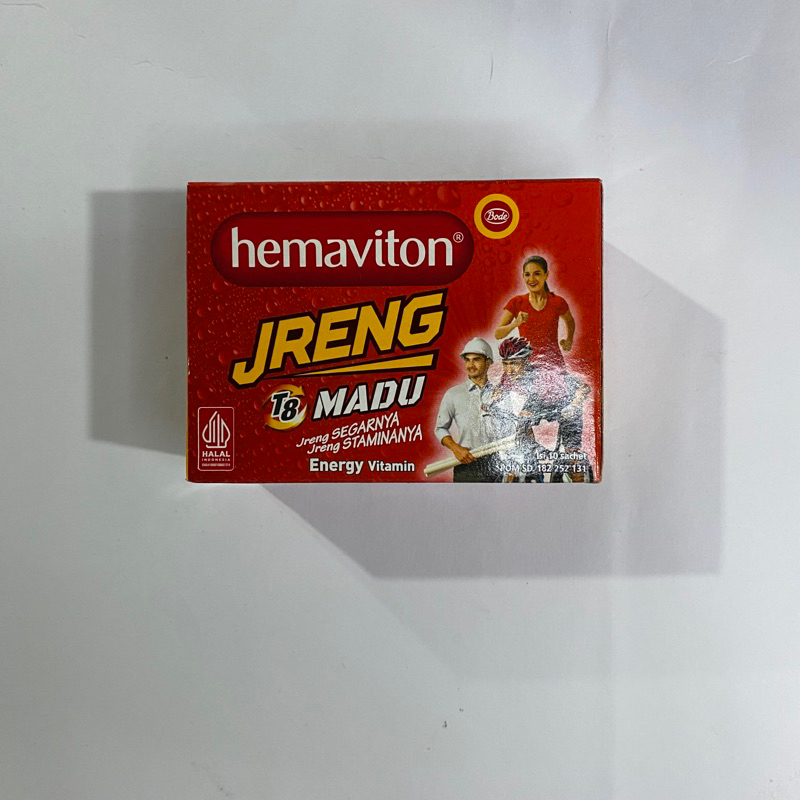 Bode
hemaviton®
JRENG
T8 MADU
Jreng SEGARNYA
Jreng STAMINANYA
Energy Vitamin
HALAL
INDONESIA
Isi 10 sachet
POM SD. 182 252 131